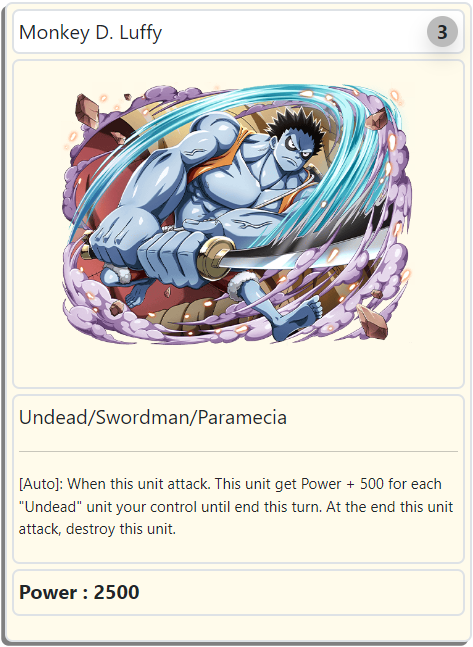 Monkey D. Luffy
3
Undead/Swordman/Paramecia
[Auto]: When this unit attack. This unit get Power + 500 for each
"Undead" unit your control until end this turn. At the end this unit
attack, destroy this unit.
Power : 2500